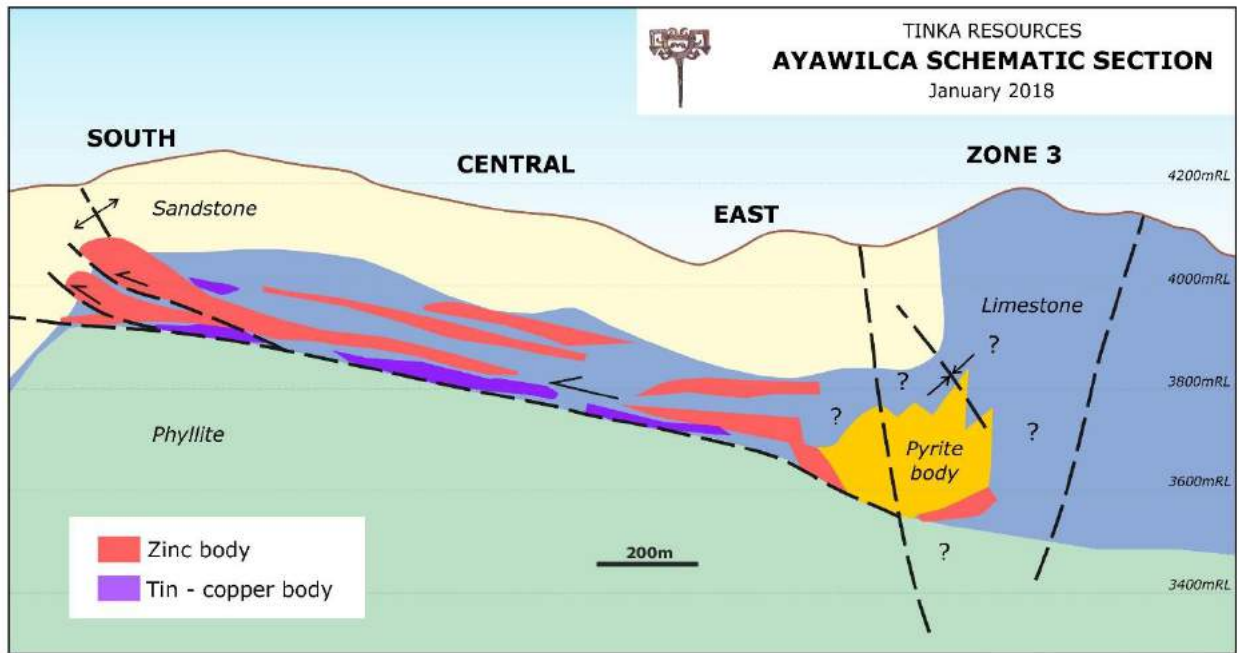 TINKA RESOURCES
AYAWILCA SCHEMATIC SECTION
January 2018
SOUTH
CENTRAL
ZONE 3
EAST
4200mRL
Sandstone
4000mRL
Limestone
?
?
3800mRL
?
?
Phyllite
Pyrite
body
3600mRL
Zinc body
200m
?
Tin - copper body
3400mRL